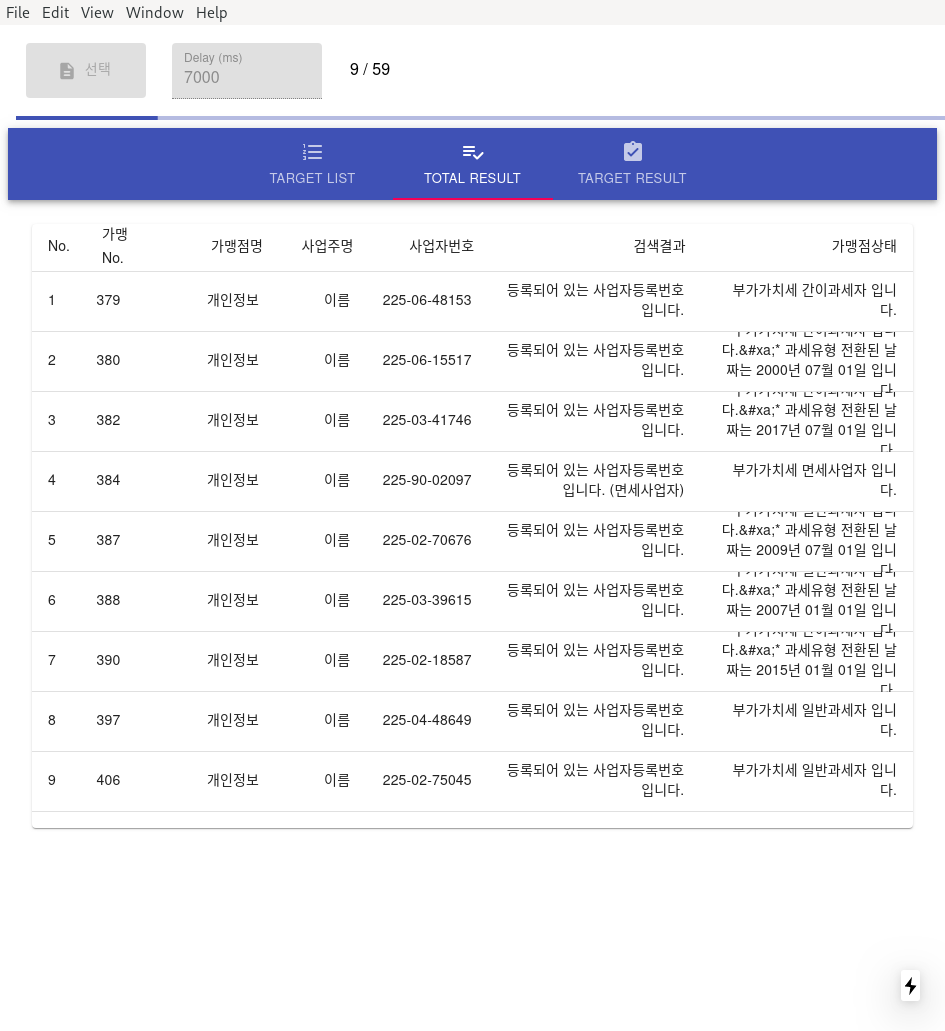 File Edit View Window Help
선택
Delay (ms)
7000
9 / 59
TARGET LIST TOTAL RESULT TARGET RESULT
No. 가맹 No. 가맹점명 사업주명 사업자번호 검색결과 가맹점상태
1 379 개인정보 이름 225-06-48153 등록되어 있는 사업자등록번호 입니다. 부가가치세 간이과세자 입니다.
2 380 개인정보 이름 225-06-15517 등록되어 있는 사업자등록번호 입니다. 다.&#xa;* 과세유형 전환된 날짜는 2000년 07월 01일 입니다
3 382 개인정보 이름 225-03-41746 등록되어 있는 사업자등록번호 입니다. 다.&#xa;* 과세유형 전환된 날짜는 2017년 07월 01일 입니다
4 384 개인정보 이름 225-90-02097 등록되어 있는 사업자등록번호 입니다. (면세사업자) 부가가치세 면세사업자 입니다.
5 387 개인정보 이름 225-02-70676 등록되어 있는 사업자등록번호 입니다. 다.&#xa;* 과세유형 전환된 날짜는 2009년 07월 01일 입니다
6 388 개인정보 이름 225-03-39615 등록되어 있는 사업자등록번호 입니다. 다.&#xa;* 과세유형 전환된 날짜는 2007년 01월 01일 입니다
7 390 개인정보 이름 225-02-18587 등록되어 있는 사업자등록번호 입니다. 다.&#xa;* 과세유형 전환된 날짜는 2015년 01월 01일 입니다
8 397 개인정보 이름 225-04-48649 등록되어 있는 사업자등록번호 입니다. 부가가치세 일반과세자 입니다.
9 406 개인정보 이름 225-02-75045 등록되어 있는 사업자등록번호 입니다. 부가가치세 일반과세자 입니다.